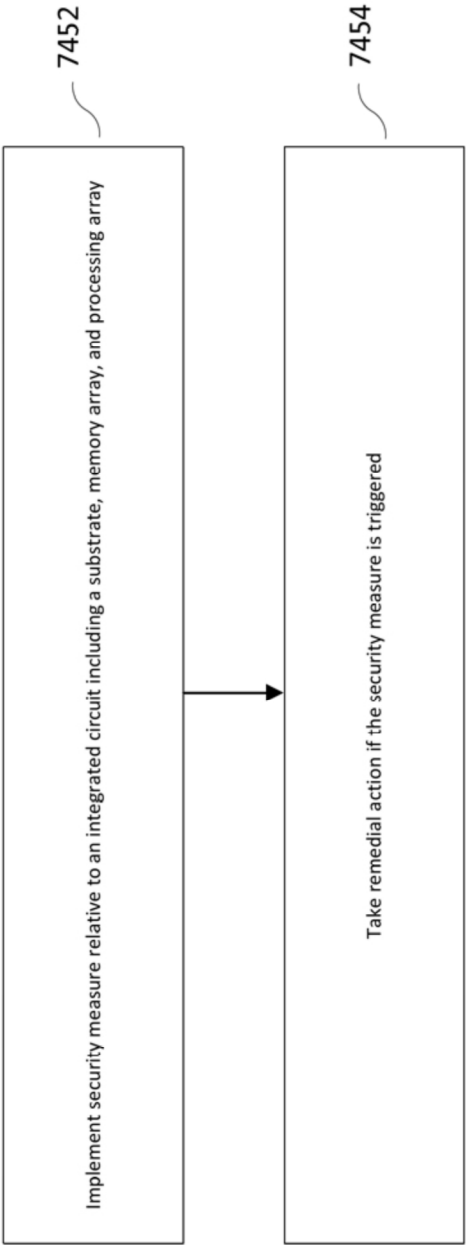 7452
Implement security measure relative to an integrated circuit including a substrate, memory array, and processing array
7454
Take remedial action if the security measure is triggered